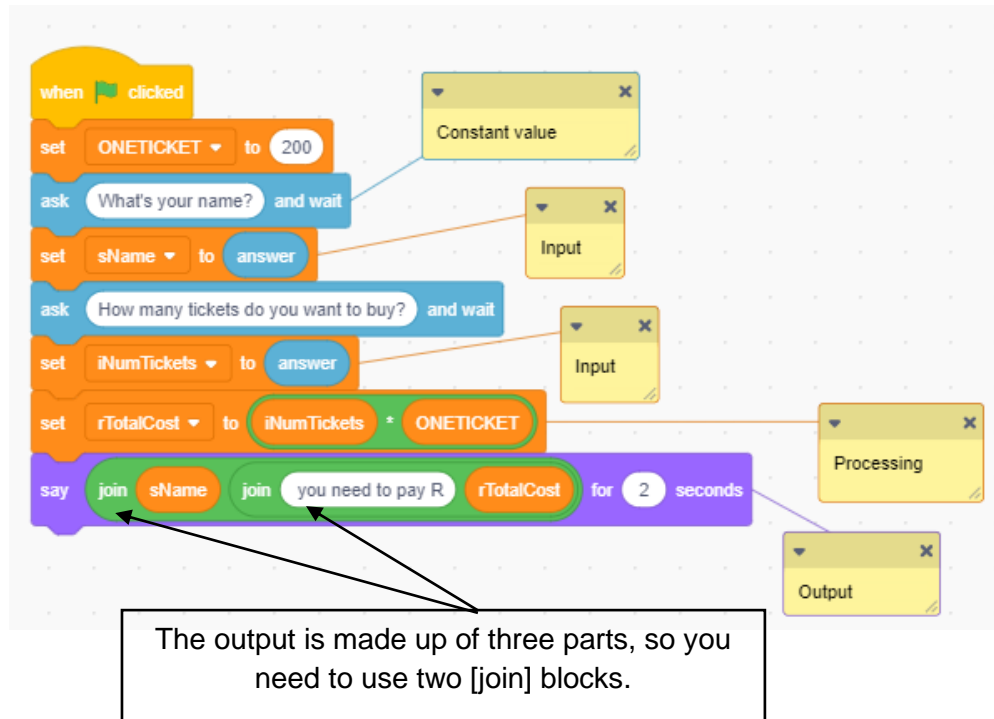 when clicked
set ONETICKET to 200
Constant value
ask What's your name? and wait
set sName to answer
Input
ask How many tickets do you want to buy? and wait
set iNumTickets to answer
Input
set rTotalCost to iNumTickets * ONETICKET
Processing
say join sName join you need to pay R rTotalCost for 2 seconds
Output
The output is made up of three parts, so you
need to use two [join] blocks.